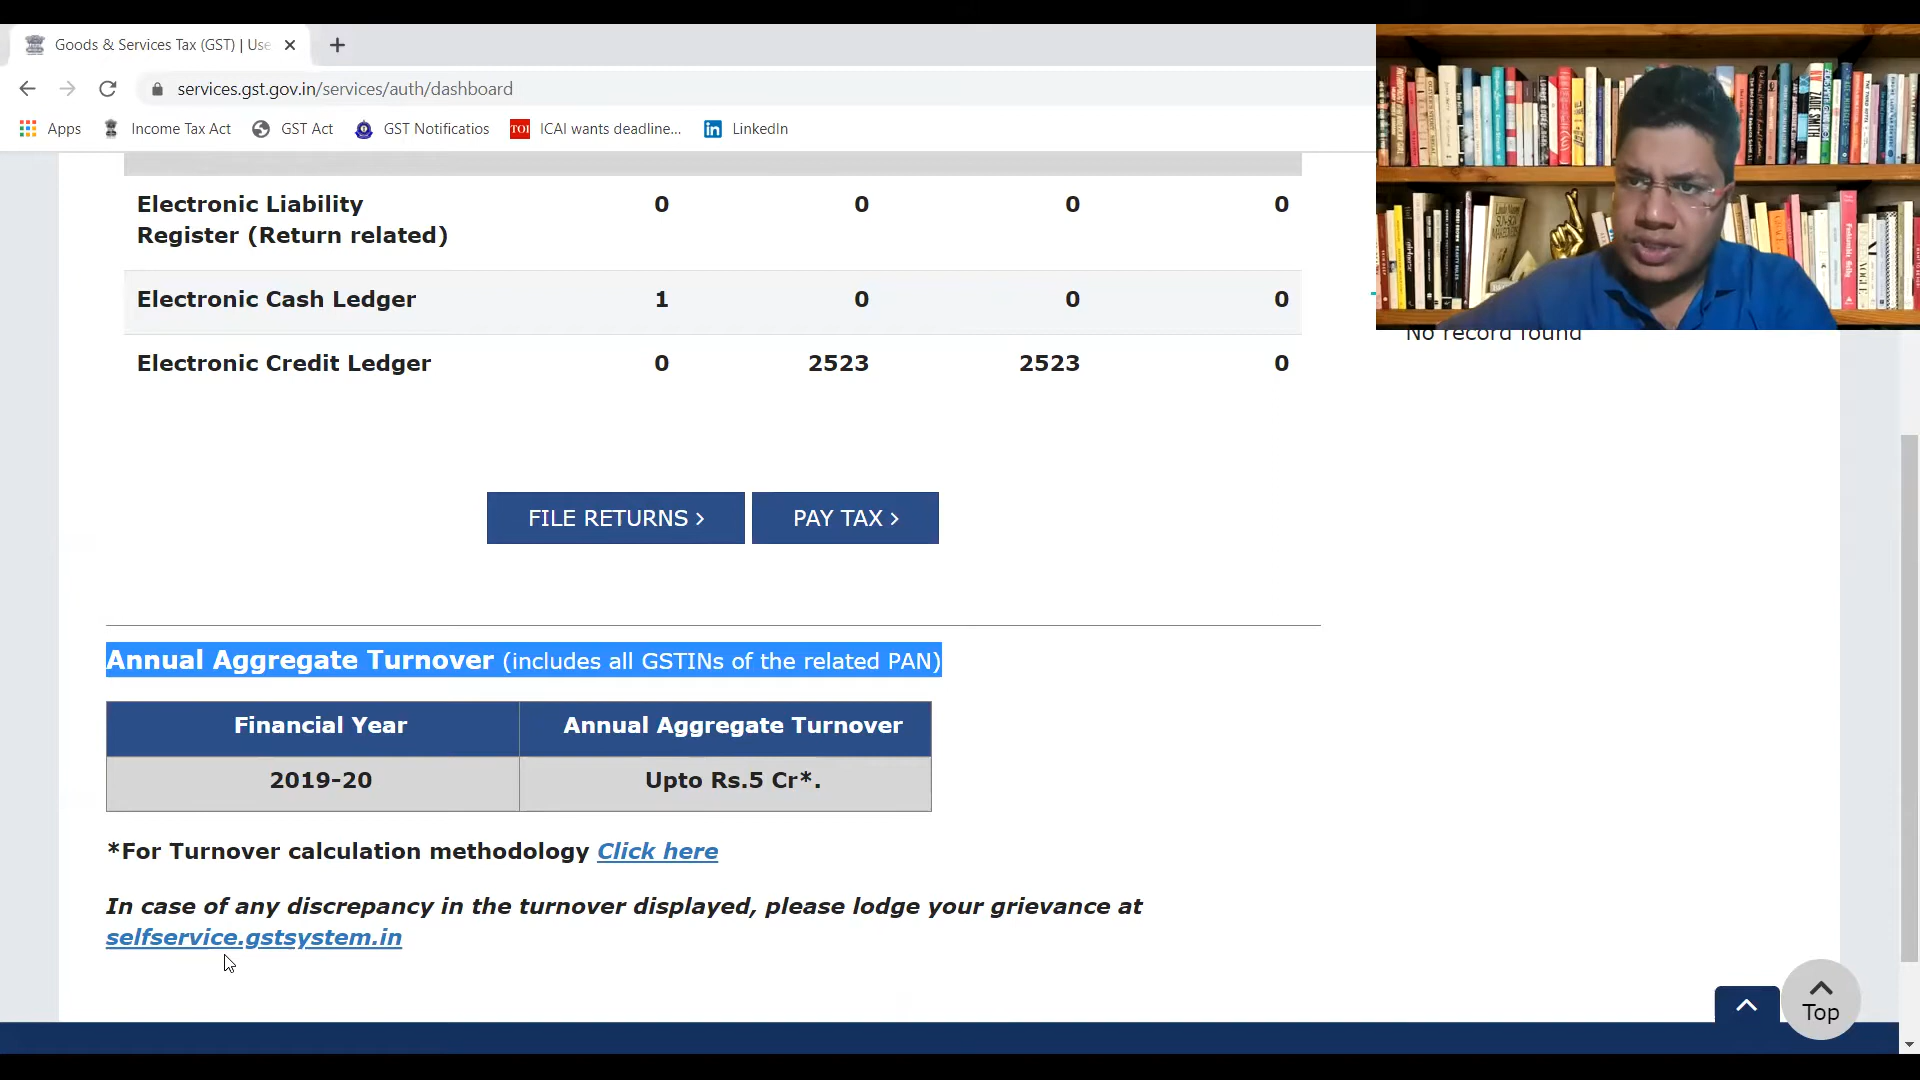 Goods & Services Tax (GST) | Use
services.gst.gov.in/services/auth/dashboard
Apps Income Tax Act GST Act GST Notificatios TOI ICAI wants deadline... in LinkedIn
Electronic Liability 0 0 0 0
Register (Return related)
Electronic Cash Ledger 1 0 0 0
Electronic Credit Ledger 0 2523 2523 0
No record found
FILE RETURNS > PAY TAX >
Annual Aggregate Turnover (includes all GSTINs of the related PAN)
Financial Year Annual Aggregate Turnover
2019-20 Upto Rs.5 Cr*.
*For Turnover calculation methodology Click here
In case of any discrepancy in the turnover displayed, please lodge your grievance at
selfservice.gstsystem.in
Top